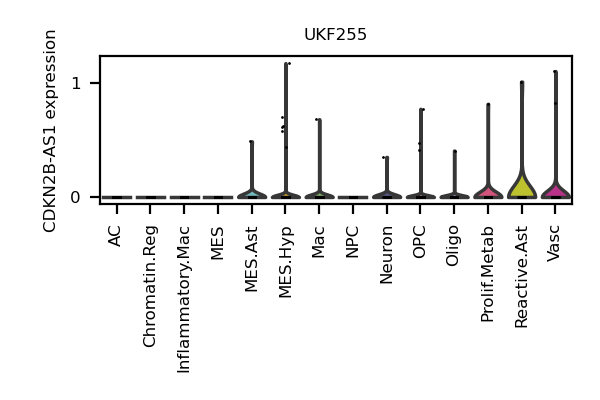 UKF255
CDKN2B-AS1 expression
1
0
AC
Chromatin.Reg
Inflammatory.Mac
MES
MES.Ast
MES.Hyp
Mac
NPC
Neuron
OPC
Oligo
Prolif.Metab
Reactive.Ast
Vasc